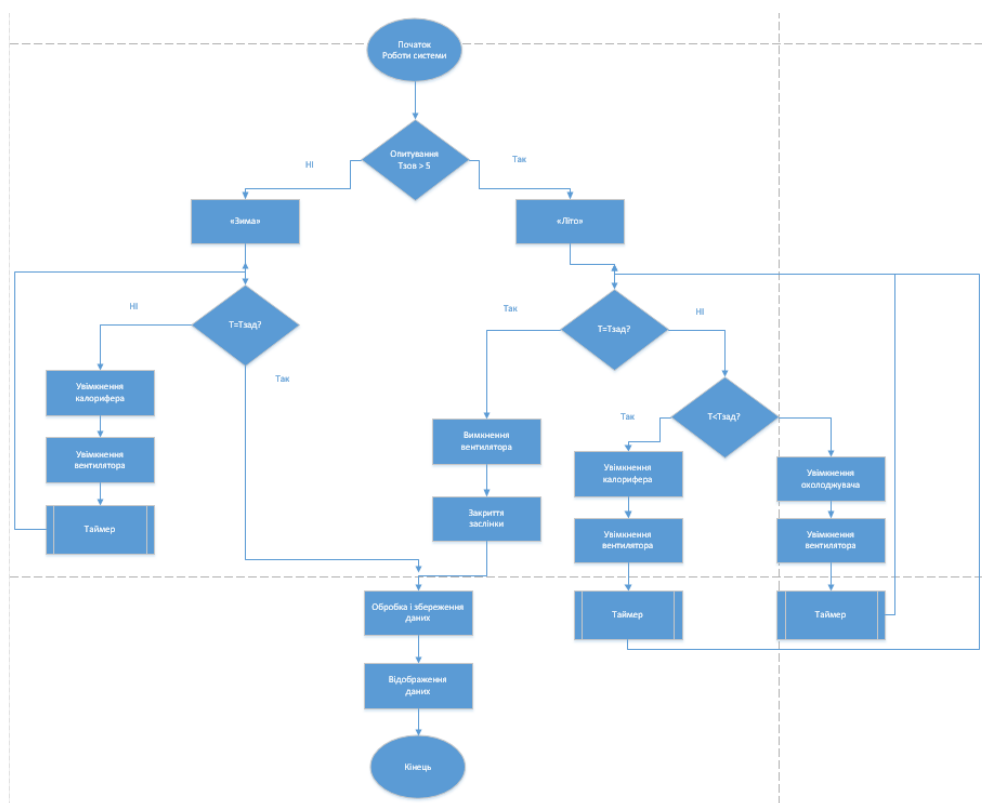 Початок
Роботи системи
Опитування
Тзов > 5
НІ
Так
«Зима»
«Літо»
Т=Тзад?
НІ
Так
Т=Тзад?
Так
НІ
Увімкнення
калорифера
Увімкнення
вентилятора
Таймер
Вимкнення
вентилятора
Закриття
заслінки
Т<Тзад?
Так
Увімкнення
калорифера
Увімкнення
вентилятора
Таймер
Увімкнення
охолоджувача
Увімкнення
вентилятора
Таймер
Обробка і збереження
даних
Відображення
даних
Кінець